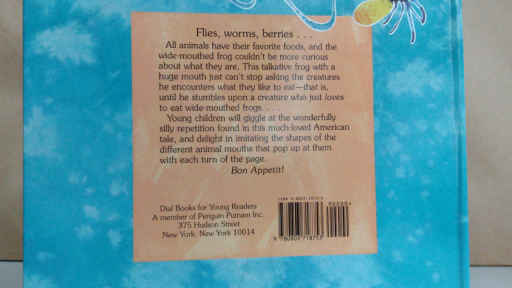 Flies, worms, berries . . .
All animals have their favorite foods, and the
wide-mouthed frog couldn't be more curious
about what they are. This talkative frog with a
huge mouth just can't stop asking the creatures
he encounters what they like to eat—that is,
until he stumbles upon a creature who just loves
to eat wide-mouthed frogs. . . .
Young children will giggle at the wonderfully
silly repetition found in this much-loved American
tale, and delight in imitating the shapes of the
different animal mouths that pop up at them
with each turn of the page.
Bon Appetit!
Dial Books for Young Readers
A member of Penguin Putnam Inc.
375 Hudson Street
New York, New York 10014